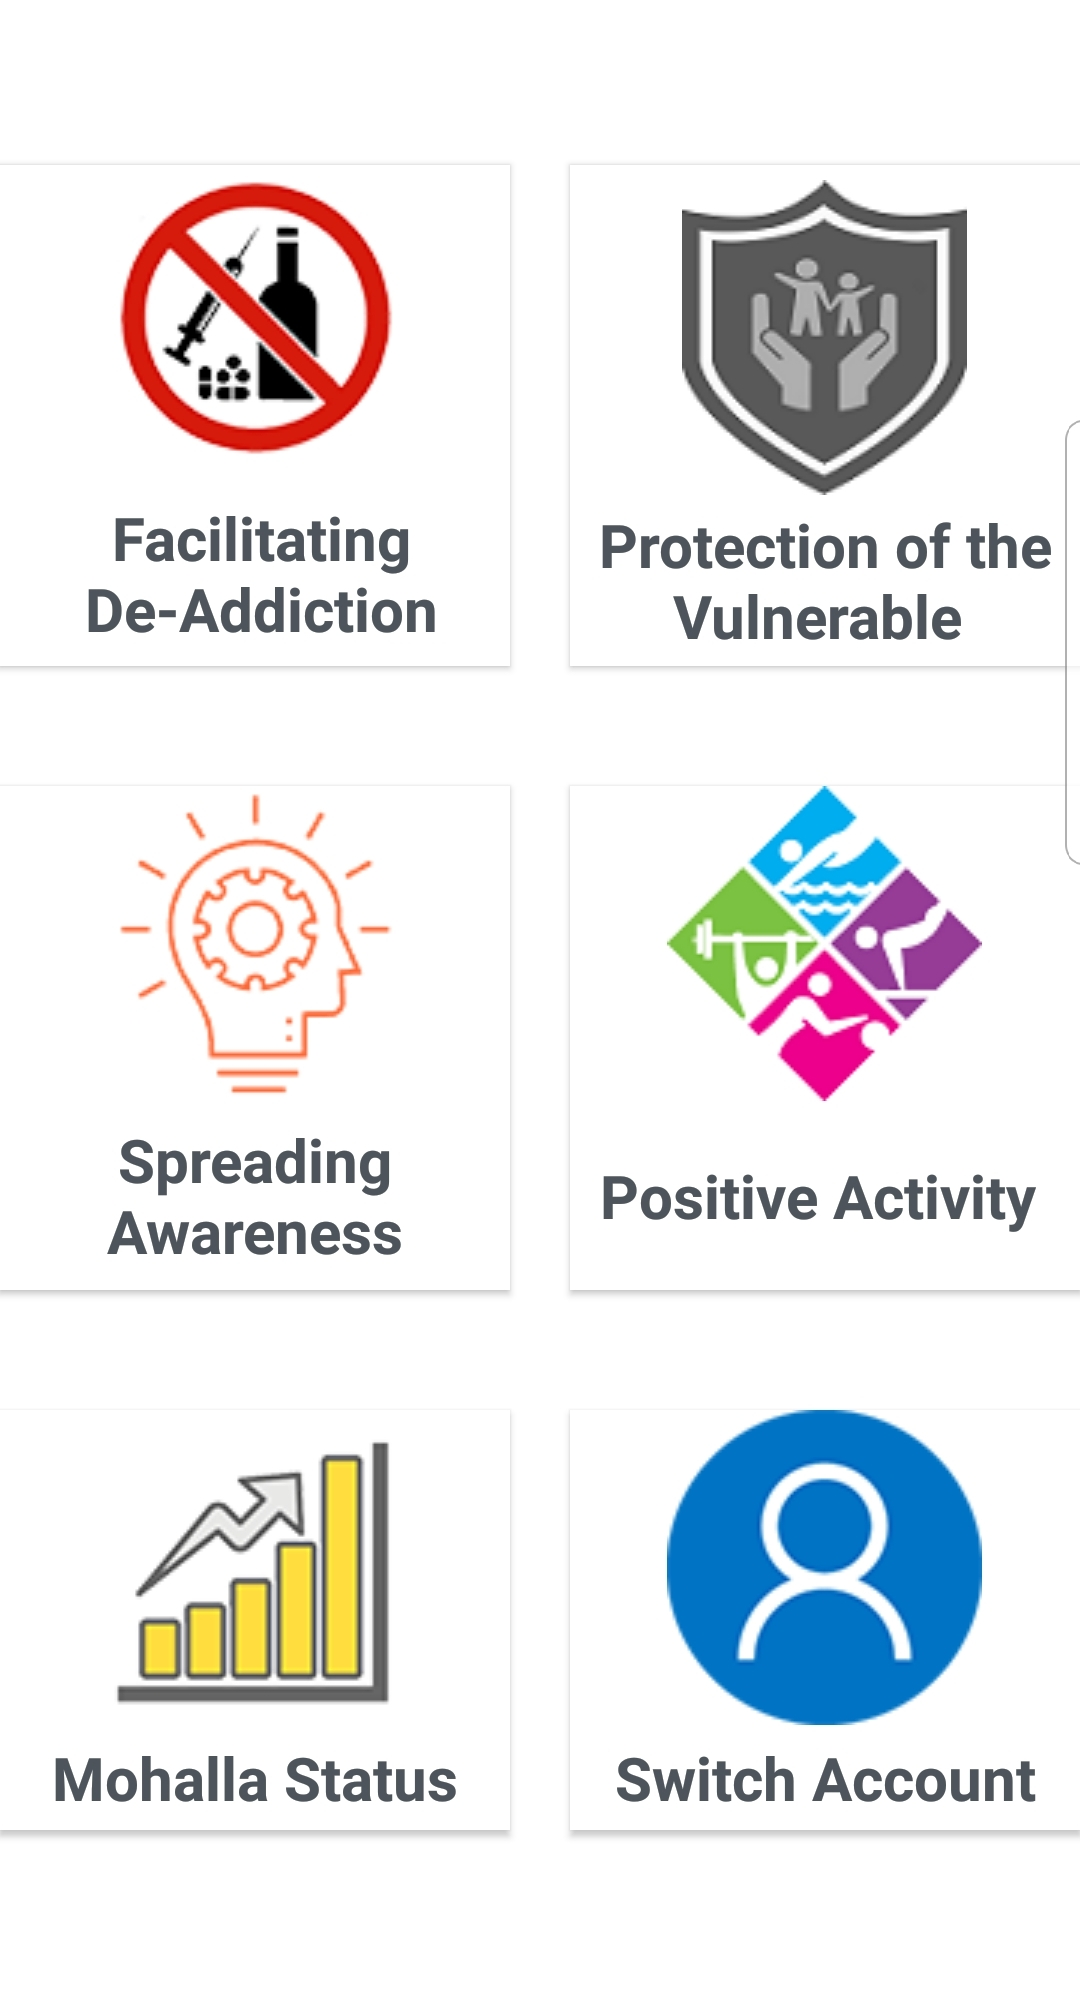 Facilitating
De-Addiction
Protection of the
Vulnerable
Spreading
Awareness
Positive Activity
Mohalla Status
Switch Account